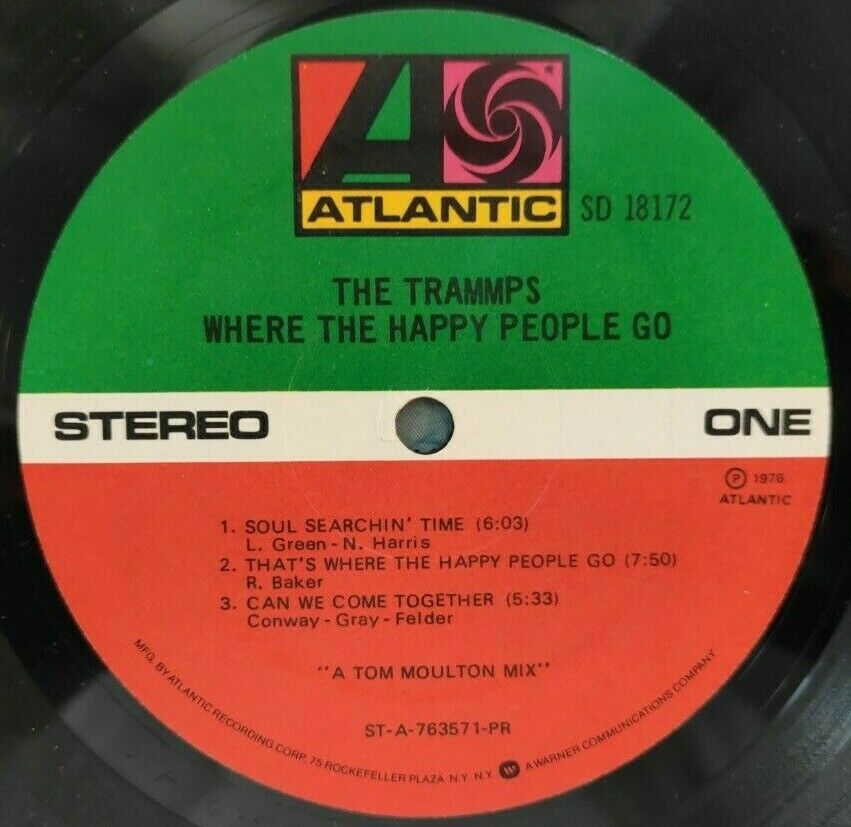 ATLANTIC SD 18172
THE TRAMMPS
WHERE THE HAPPY PEOPLE GO
STEREO ONE
Ⓟ 1976
ATLANTIC
1. SOUL SEARCHIN' TIME (6:03)
L. Green - N. Harris
2. THAT'S WHERE THE HAPPY PEOPLE GO (7:50)
R. Baker
3. CAN WE COME TOGETHER (5:33)
Conway - Gray - Felder
"A TOM MOULTON MIX"
ST-A-763571-PR
MFG. BY ATLANTIC RECORDING CORP. 75 ROCKEFELLER PLAZA N.Y. N.Y. A WARNER COMMUNICATIONS COMPANY